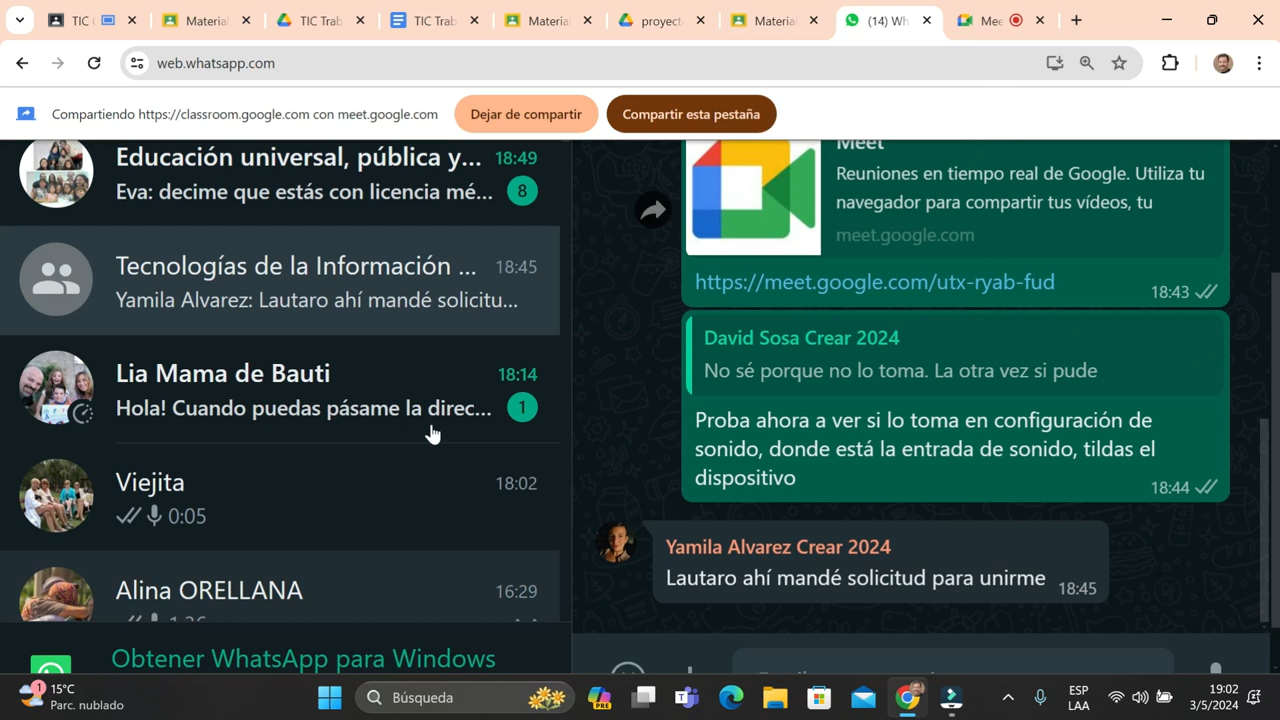 TIC C
Material
TIC Trab
TIC Trab
Material
proyect
Material
(14) Wh
Mee
web.whatsapp.com
Compartiendo https://classroom.google.com con meet.google.com
Dejar de compartir
Compartir esta pestaña
Educación universal, pública y...
18:49
Eva: decime que estás con licencia mé...
8
Tecnologías de la Información ...
18:45
Yamila Alvarez: Lautaro ahí mandé solicitu...
Lia Mama de Bauti
18:14
Hola! Cuando puedas pásame la direc...
1
Viejita
18:02
0:05
Alina ORELLANA
16:29
1:26
Obtener WhatsApp para Windows
Meet
Reuniones en tiempo real de Google. Utiliza tu
navegador para compartir tus vídeos, tu
meet.google.com
https://meet.google.com/utx-ryab-fud
18:43
David Sosa Crear 2024
No sé porque no lo toma. La otra vez si pude
Proba ahora a ver si lo toma en configuración de
sonido, donde está la entrada de sonido, tildas el
dispositivo
18:44
Yamila Alvarez Crear 2024
Lautaro ahí mandé solicitud para unirme
18:45
1
15°C
Parc. nublado
Búsqueda
PRE
ESP
LAA
19:02
3/5/2024